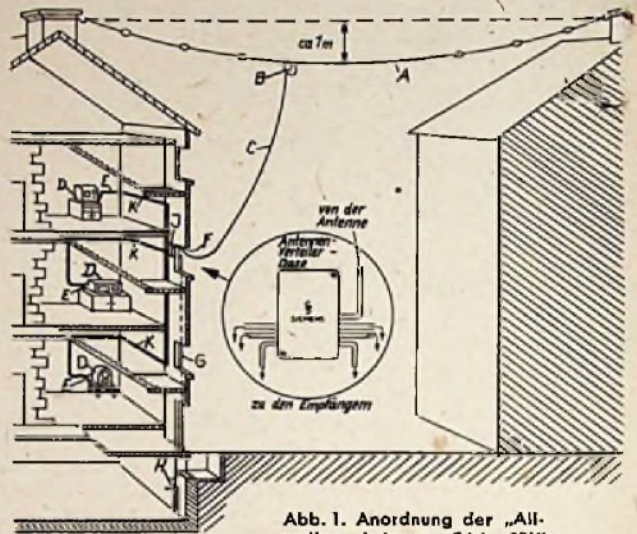 ca 1m
B
A
C
D
E
K
J
von der
Antenne
F
Antennen-
Verteiler-
Dose
K
D
E
SIEMENS
K
G
D
E
zu den Empfängern
H
Abb. 1. Anordnung der „All-